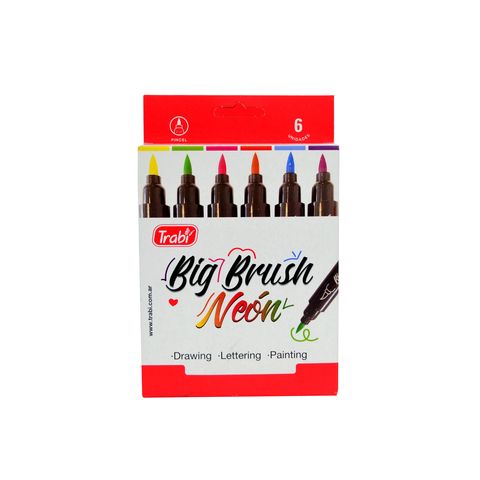 PINCEL
6
UNIDADES
Trabi
Big Brush
Neón
www.trabi.com.ar
·Drawing ·Lettering ·Painting